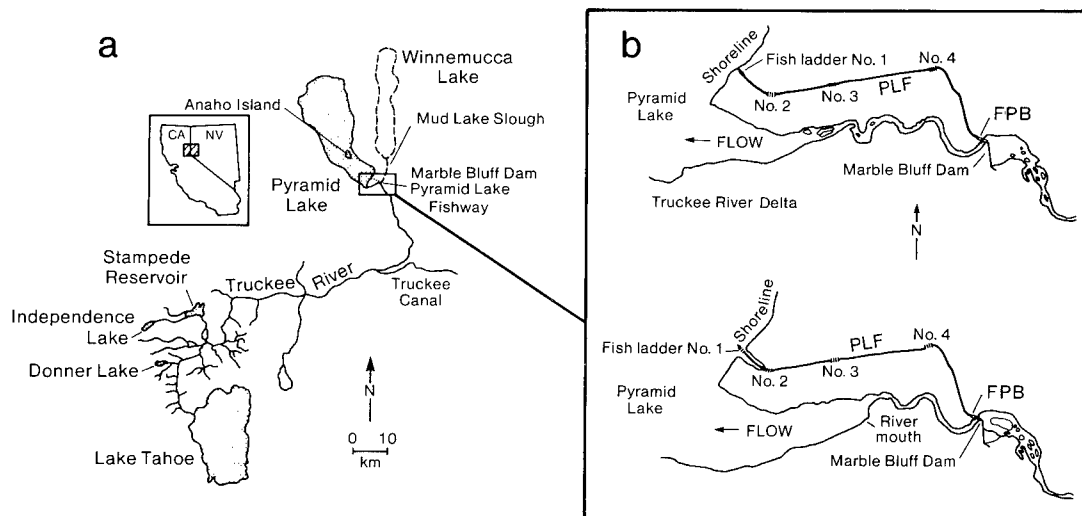 a
Winnemucca
Lake
Anaho Island
Mud Lake Slough
CA
NV
Marble Bluff Dam
Pyramid Lake
Fishway
Pyramid
Lake
Stampede
Reservoir
Truckee
River
Truckee
Canal
Independence
Lake
Donner Lake
N
0 10
km
Lake Tahoe
b
Shoreline
Fish ladder No. 1
No. 4
No. 2
No. 3
PLF
Pyramid
Lake
FPB
FLOW
Marble Bluff Dam
Truckee River Delta
N
Shoreline
Fish ladder No. 1
No. 4
PLF
No. 2
No. 3
Pyramid
Lake
FPB
FLOW
River
mouth
Marble Bluff Dam